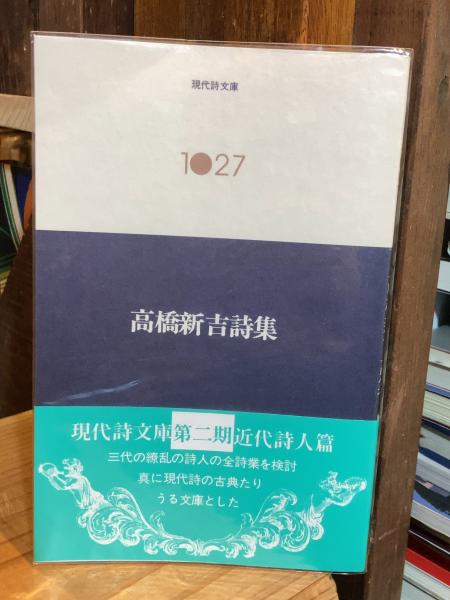 現代詩文庫
1●27
高橋新吉詩集
現代詩文庫第二期近代詩人篇
三代の繚乱の詩人の全詩業を検討
真に現代詩の古典たり
うる文庫とした